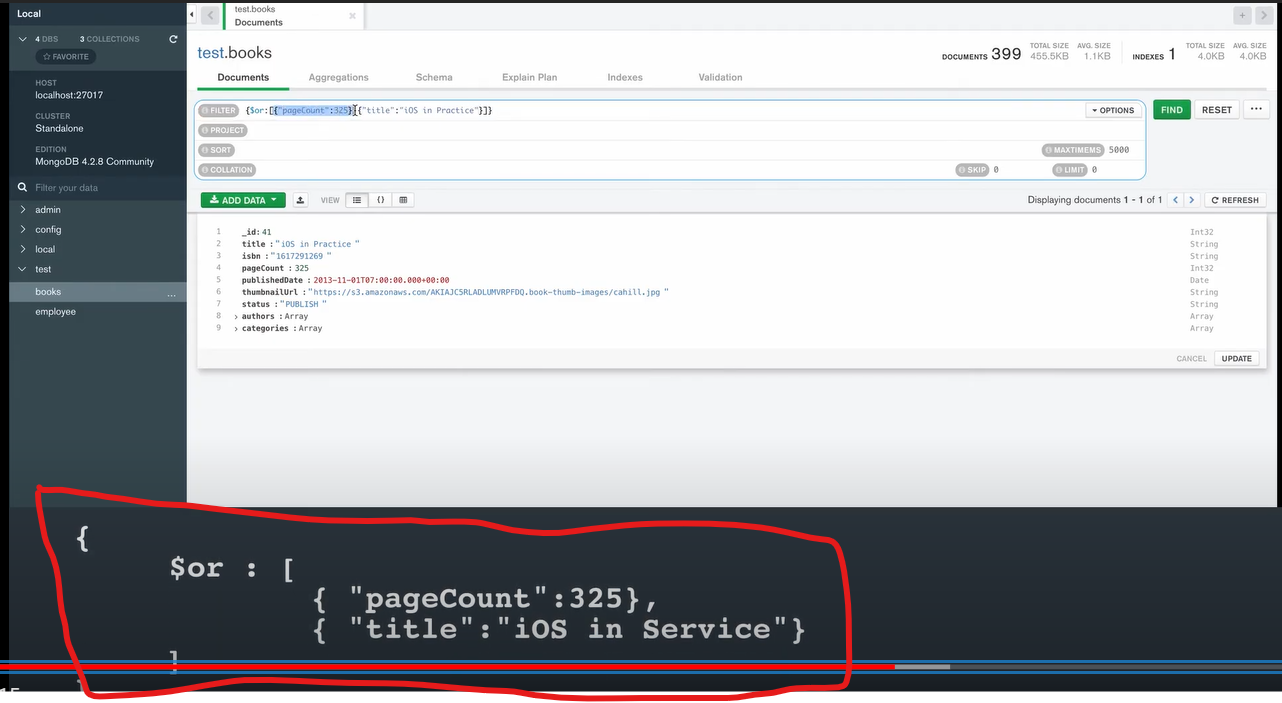 Local
4 DBS 3 COLLECTIONS
FAVORITE
HOST
localhost:27017
CLUSTER
Standalone
EDITION
MongoDB 4.2.8 Community
Filter your data
admin
config
local
test
books ...
employee
test.books
Documents
test.books
DOCUMENTS 399 TOTAL SIZE 455.5KB AVG. SIZE 1.1KB INDEXES 1 TOTAL SIZE 4.0KB AVG. SIZE 4.0KB
Documents Aggregations Schema Explain Plan Indexes Validation
FILTER {$or:[{"pageCount":325},{"title":"iOS in Practice"}]} OPTIONS FIND RESET ...
PROJECT
SORT MAXTIMEMS 5000
COLLATION SKIP 0 LIMIT 0
ADD DATA VIEW {} Displaying documents 1 - 1 of 1 REFRESH
1 _id: 41 Int32
2 title : "iOS in Practice " String
3 isbn : "1617291269 " String
4 pageCount : 325 Int32
5 publishedDate : 2013-11-01T07:00:00.000+00:00 Date
6 thumbnailUrl : "https://s3.amazonaws.com/AKIAJC5RLADLUMVRPFDQ.book-thumb-images/cahill.jpg " String
7 status : "PUBLISH " String
8 authors : Array Array
9 categories : Array Array
CANCEL UPDATE
{
$or : [
{ "pageCount":325},
{ "title":"iOS in Service"}
]